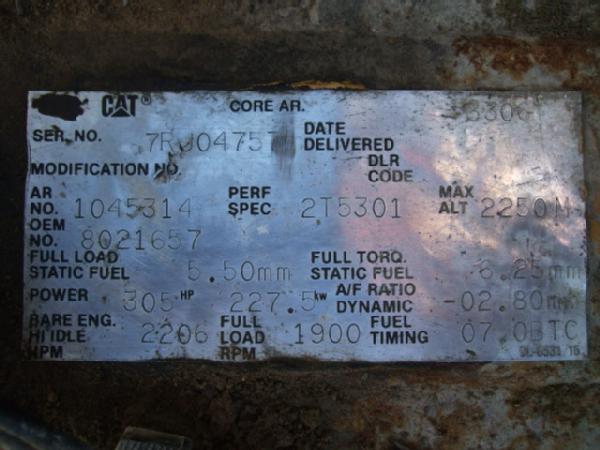 CAT® CORE AR. 3306
SER. NO. 7RJ0475 DATE DELIVERED
MODIFICATION NO. DLR CODE
AR NO. 1045314 PERF SPEC 2T5301 MAX ALT 2250M
OEM NO. 8021657
FULL LOAD STATIC FUEL 5.50mm FULL TORQ. STATIC FUEL 6.25mm
POWER 305 HP 227.5 kw A/F RATIO DYNAMIC -02.80mm
BARE ENG. HI IDLE RPM 2206 FULL LOAD RPM 1900 FUEL TIMING 07.0BTC